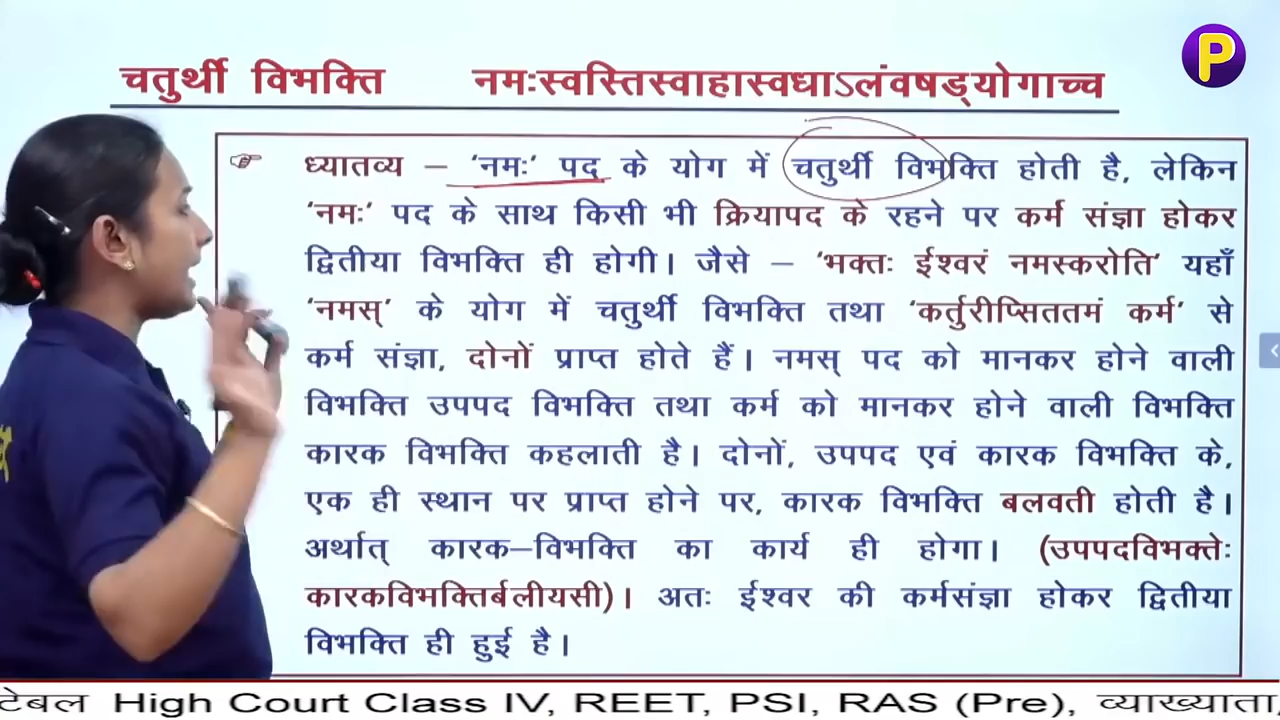 चतुर्थी विभक्ति नमःस्वस्तिस्वाहास्वधाऽलंवषड्योगाच्च
P
☞ ध्यातव्य – 'नमः' पद के योग में चतुर्थी विभक्ति होती है, लेकिन
'नमः' पद के साथ किसी भी क्रियापद के रहने पर कर्म संज्ञा होकर
द्वितीया विभक्ति ही होगी। जैसे – 'भक्तः ईश्वरं नमस्करोति' यहाँ
'नमस्' के योग में चतुर्थी विभक्ति तथा 'कर्तुरीप्सिततमं कर्म' से
कर्म संज्ञा, दोनों प्राप्त होते हैं। नमस् पद को मानकर होने वाली
विभक्ति उपपद विभक्ति तथा कर्म को मानकर होने वाली विभक्ति
कारक विभक्ति कहलाती है। दोनों, उपपद एवं कारक विभक्ति के,
एक ही स्थान पर प्राप्त होने पर, कारक विभक्ति बलवती होती है।
अर्थात् कारक–विभक्ति का कार्य ही होगा। (उपपदविभक्तेः
कारकविभक्तिर्बलीयसी)। अतः ईश्वर की कर्मसंज्ञा होकर द्वितीया
विभक्ति ही हुई है।
टेबल High Court Class IV, REET, PSI, RAS (Pre), व्याख्याता,